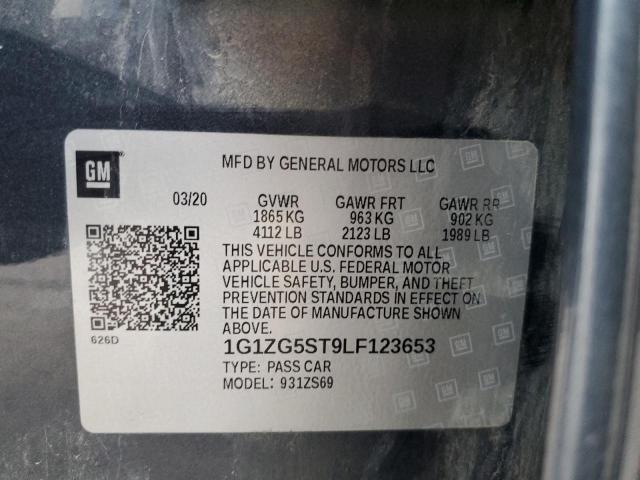 GM
MFD BY GENERAL MOTORS LLC
03/20 GVWR GAWR FRT GAWR RR
1865 KG 963 KG 902 KG
4112 LB 2123 LB 1989 LB
THIS VEHICLE CONFORMS TO ALL
APPLICABLE U.S. FEDERAL MOTOR
VEHICLE SAFETY, BUMPER, AND THEFT
PREVENTION STANDARDS IN EFFECT ON
THE DATE OF MANUFACTURE SHOWN
ABOVE.
626D
1G1ZG5ST9LF123653
TYPE: PASS CAR
MODEL: 931ZS69